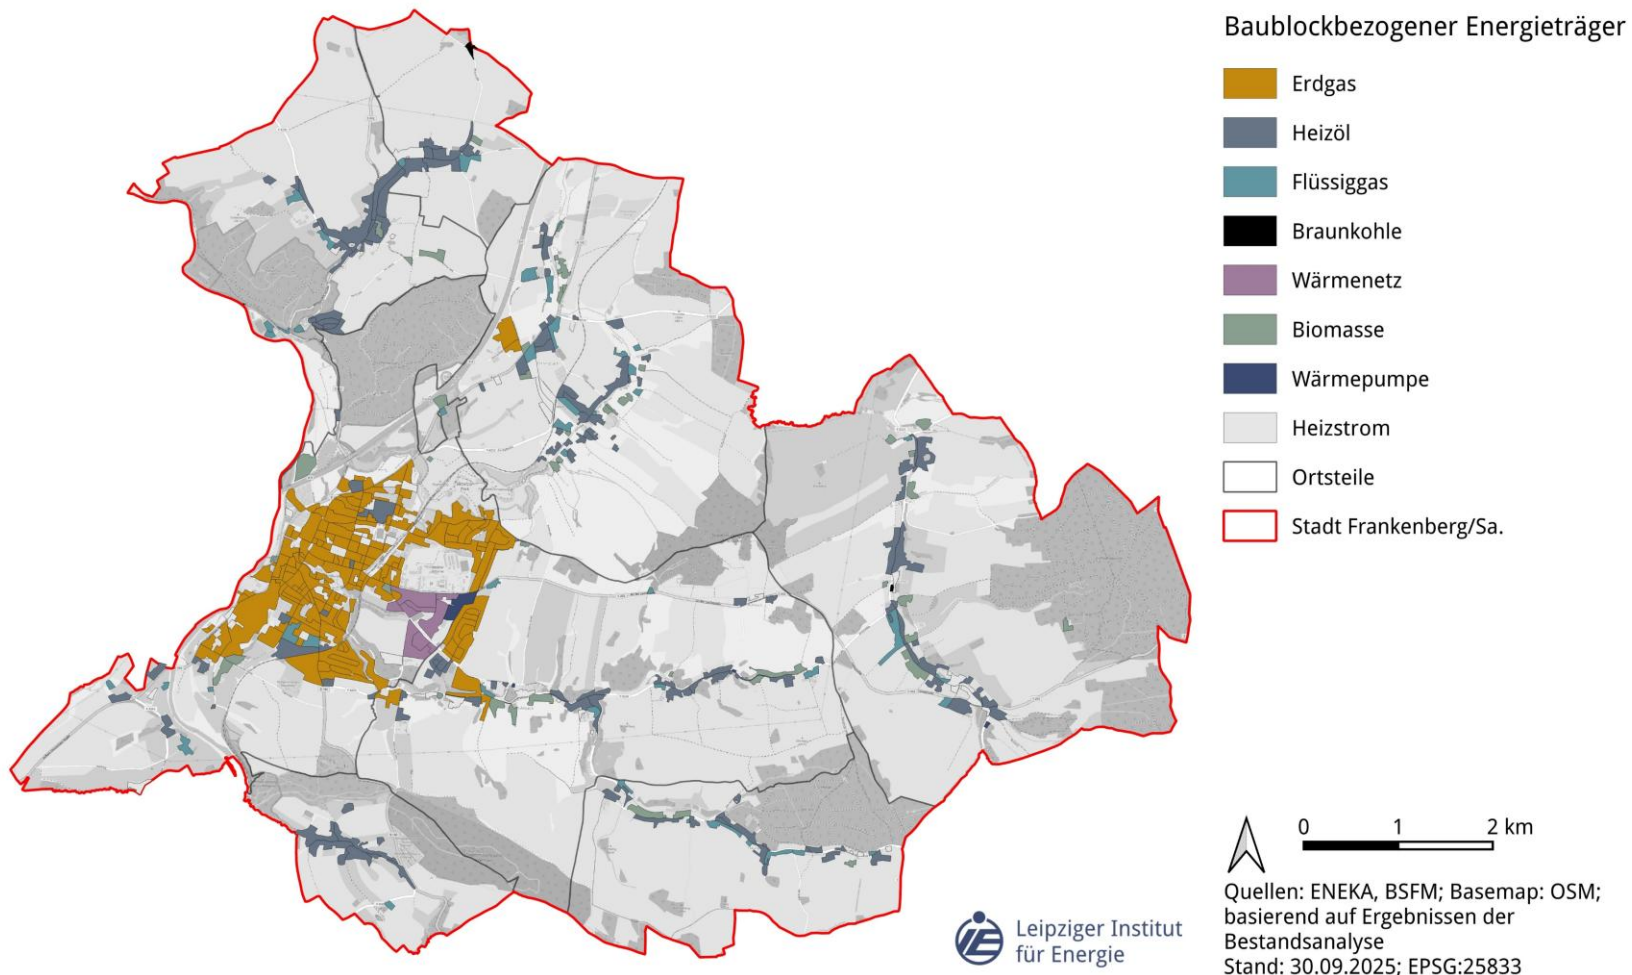 Baublockbezogener Energieträger
Erdgas
Heizöl
Flüssiggas
Braunkohle
Wärmenetz
Biomasse
Wärmepumpe
Heizstrom
Ortsteile
Stadt Frankenberg/Sa.
0 1 2 km
Quellen: ENEKA, BSFM; Basemap: OSM;
basierend auf Ergebnissen der
Bestandsanalyse
Stand: 30.09.2025; EPSG:25833
Leipziger Institut
für Energie